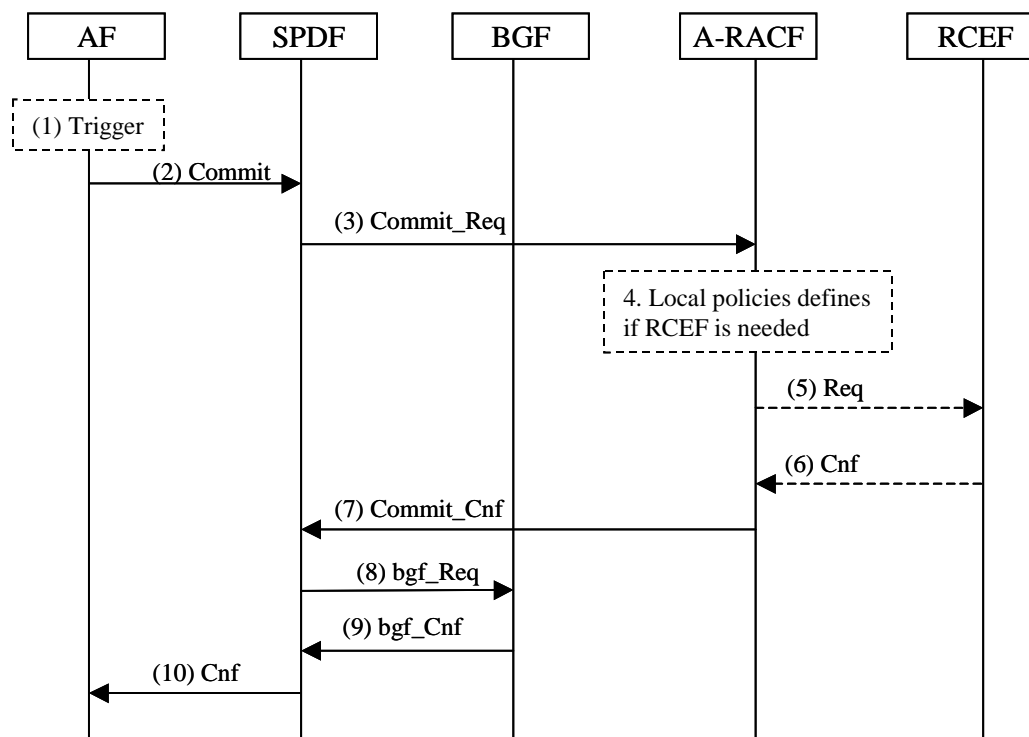 AF
SPDF
BGF
A-RACF
RCEF
(1) Trigger
(2) Commit
(3) Commit_Req
4. Local policies defines
if RCEF is needed
(5) Req
(6) Cnf
(7) Commit_Cnf
(8) bgf_Req
(9) bgf_Cnf
(10) Cnf